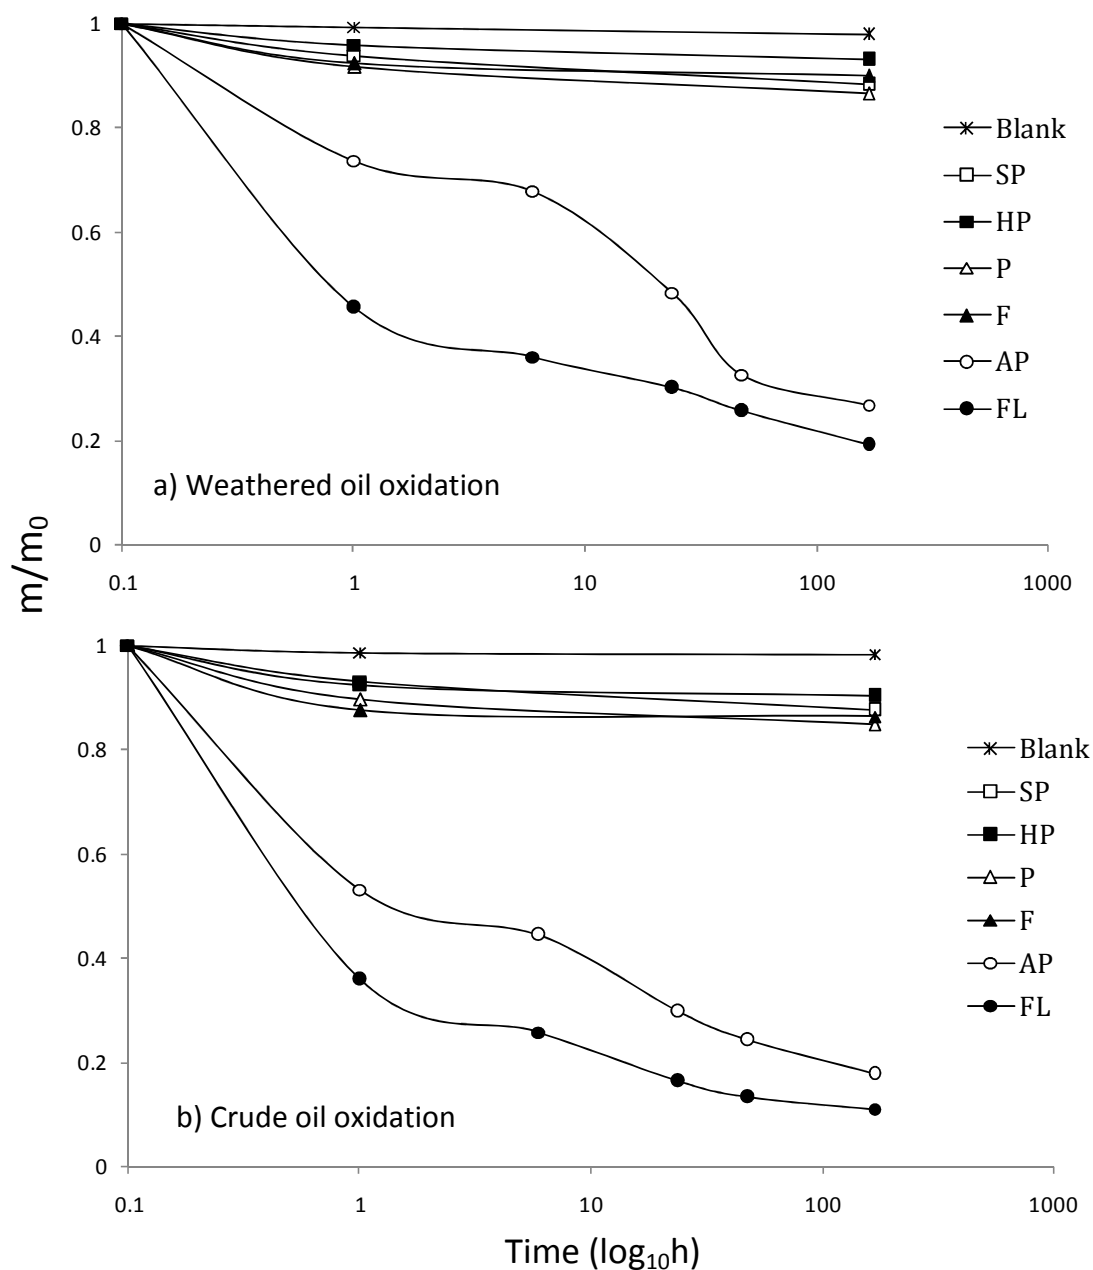 1
0.8
0.6
0.4
0.2
0
0.1 1 10 100 1000
Blank
SP
HP
P
F
AP
FL
a) Weathered oil oxidation
m/m₀
1
0.8
0.6
0.4
0.2
0
0.1 1 10 100 1000
Blank
SP
HP
P
F
AP
FL
b) Crude oil oxidation
Time (log₁₀h)